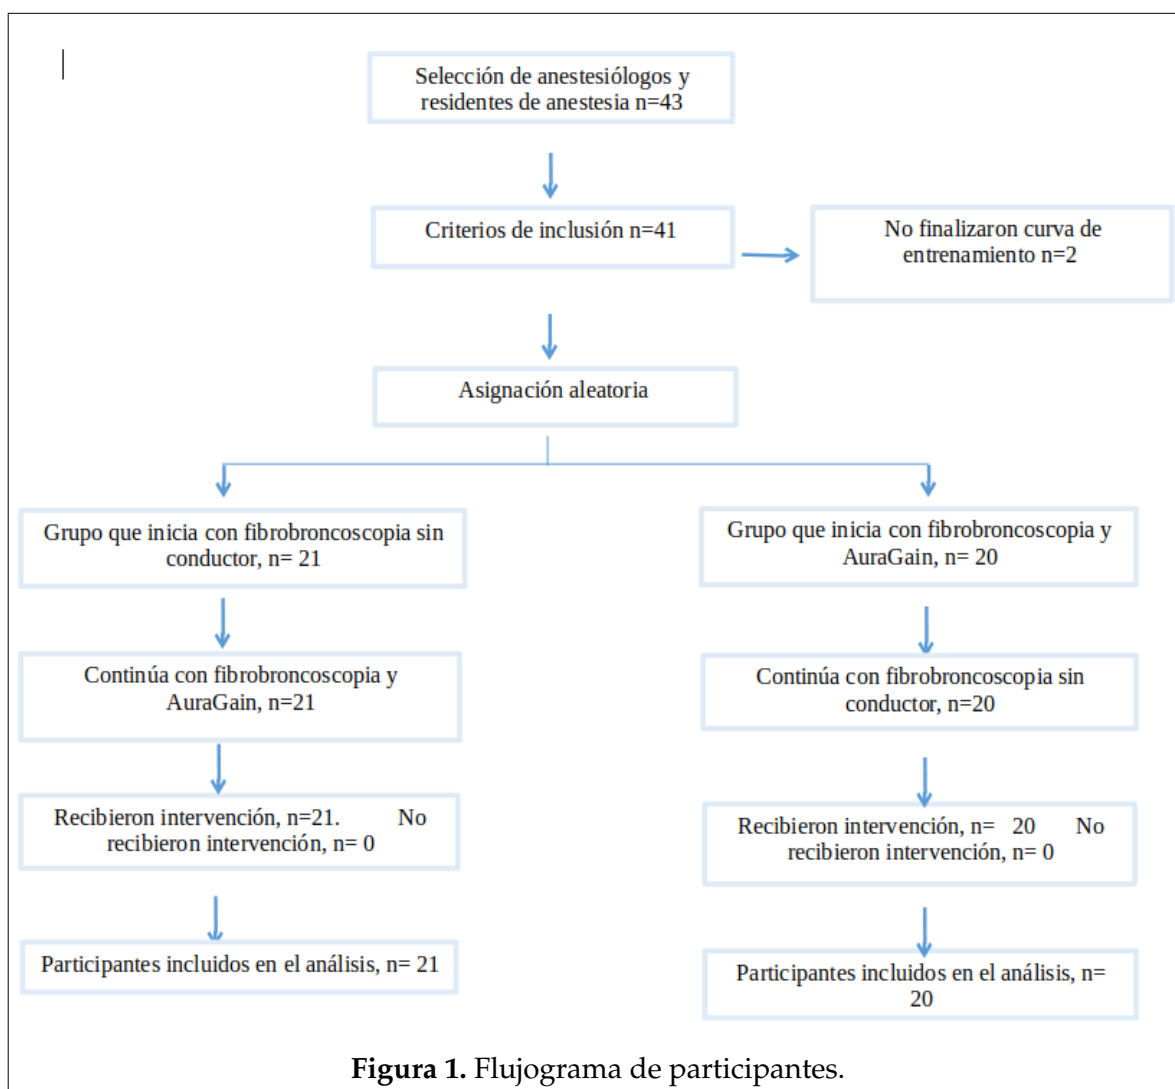 Selección de anestesiólogos y
residentes de anestesia n=43
Criterios de inclusión n=41
No finalizaron curva de
entrenamiento n=2
Asignación aleatoria
Grupo que inicia con fibrobroncoscopia sin
conductor, n= 21
Grupo que inicia con fibrobroncoscopia y
AuraGain, n= 20
Continúa con fibrobroncoscopia y
AuraGain, n=21
Continúa con fibrobroncoscopia sin
conductor, n=20
Recibieron intervención, n=21. No
recibieron intervención, n= 0
Recibieron intervención, n= 20 No
recibieron intervención, n= 0
Participantes incluidos en el análisis, n= 21
Participantes incluidos en el análisis, n=
20
Figura 1. Flujograma de participantes.